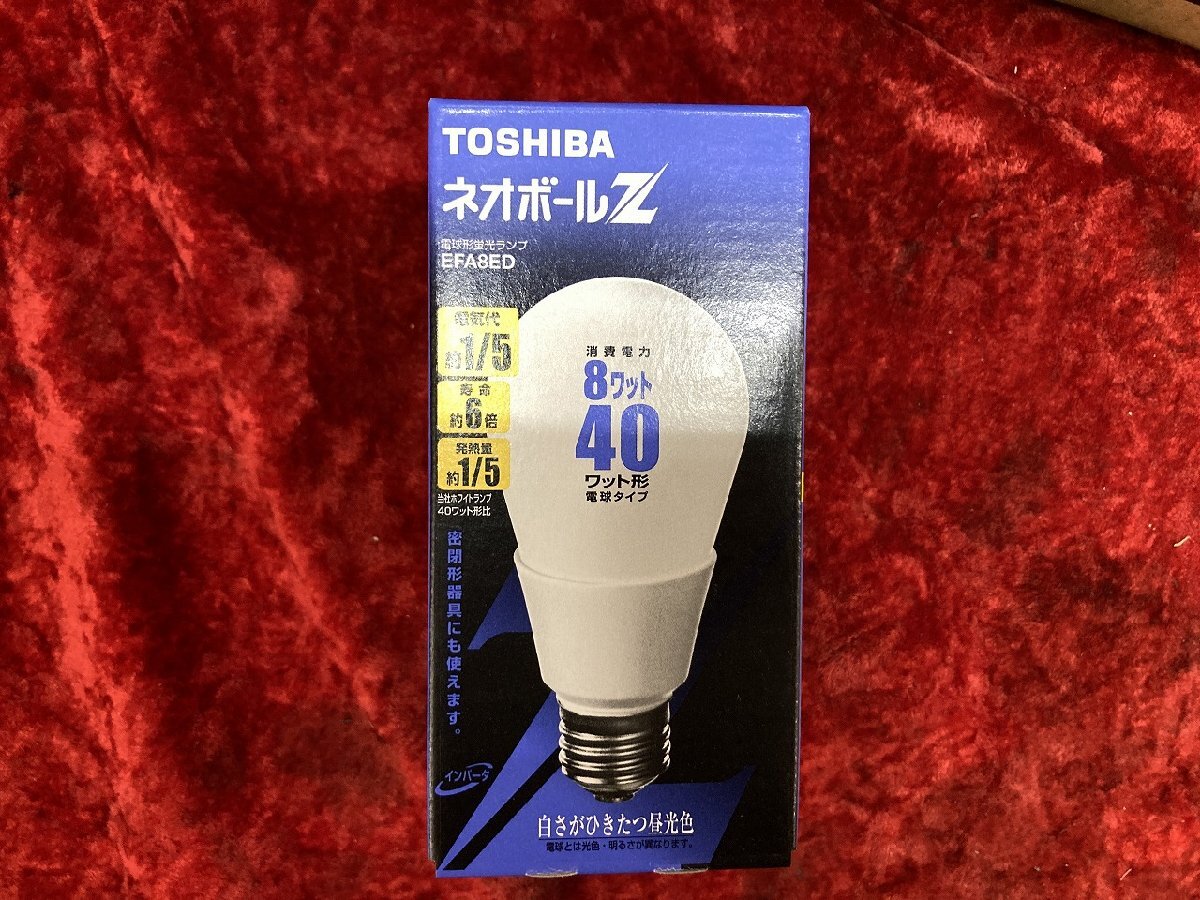 TOSHIBA
ネオボールZ
電球形蛍光ランプ
EFA8ED
電気代
約1/5
寿命
約6倍
発熱量
約1/5
当社ホワイトランプ
40ワット形比
消費電力
8ワット
40
ワット形
電球タイプ
密閉形器具にも使えます。
インバータ
白さがひきたつ昼光色
電球とは光色・明るさが異なります。